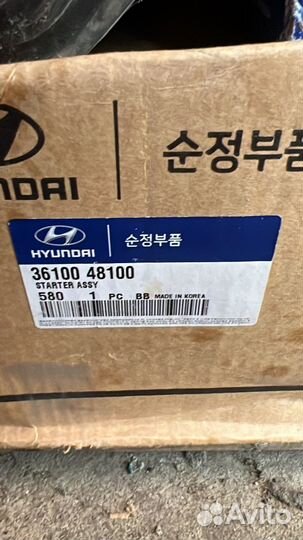 순정부품
HYUNDAI
HYUNDAI 순정부품
36100 48100
STARTER ASSY
580 1 PC BB MADE IN KOREA
Avito